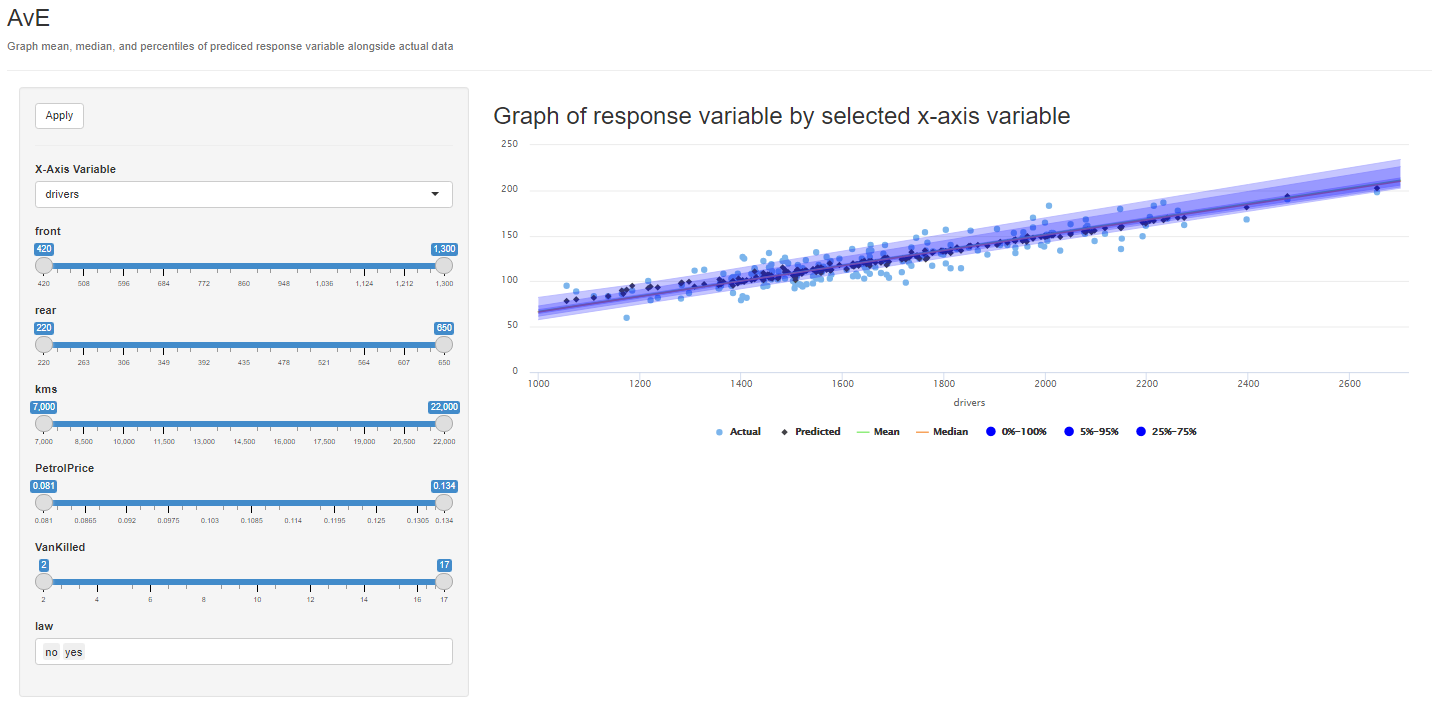 AvE
Graph mean, median, and percentiles of prediced response variable alongside actual data
Apply
X-Axis Variable
drivers
front
420 1,300
420 508 596 684 772 860 948 1,036 1,124 1,212 1,300
rear
220 650
220 263 306 349 392 435 478 521 564 607 650
kms
7,000 22,000
7,000 8,500 10,000 11,500 13,000 14,500 16,000 17,500 19,000 20,500 22,000
PetrolPrice
0.081 0.134
0.081 0.0865 0.092 0.0975 0.103 0.1085 0.114 0.1195 0.125 0.1305 0.134
VanKilled
2 17
2 4 6 8 10 12 14 16 17
law
no yes
Graph of response variable by selected x-axis variable
250
200
150
100
50
0
1000 1200 1400 1600 1800 2000 2200 2400 2600
drivers
Actual Predicted Mean Median 0%-100% 5%-95% 25%-75%